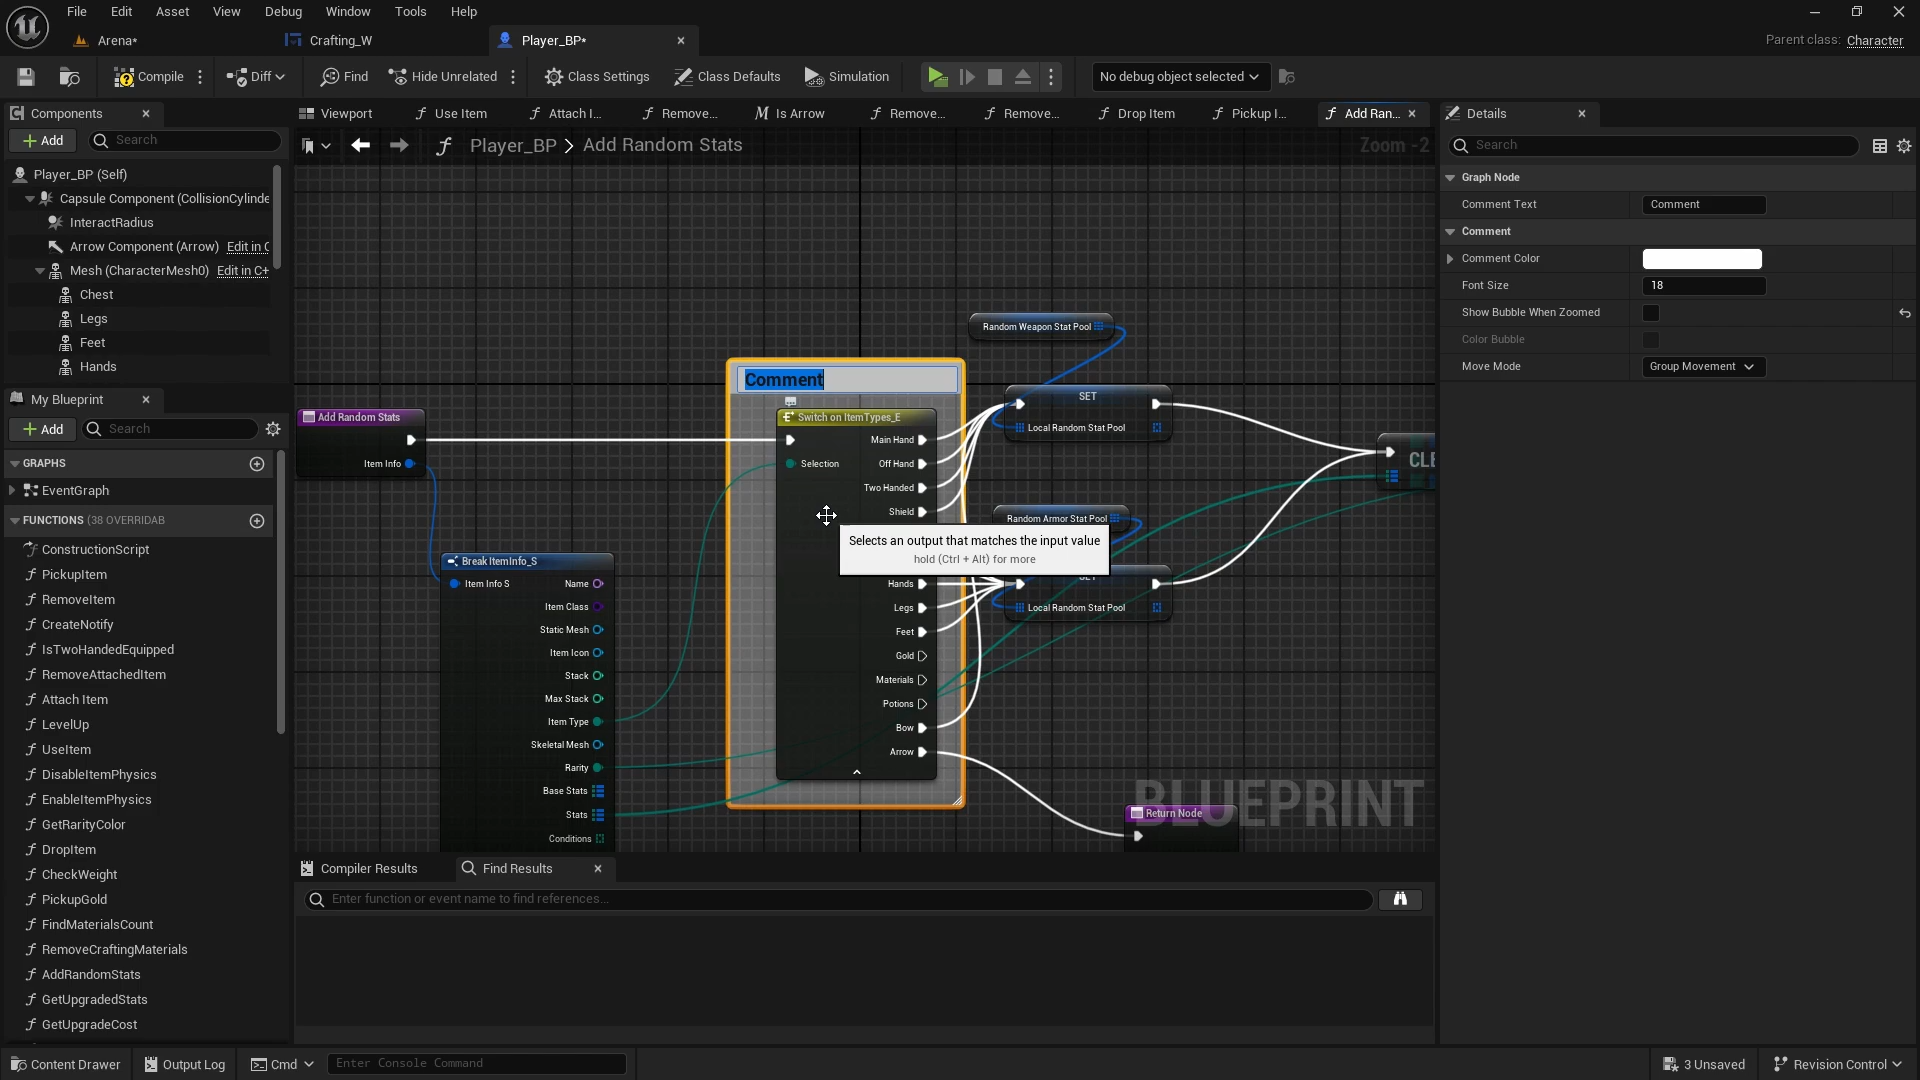 File Edit Asset View Debug Window Tools Help
Arena* Crafting_W Player_BP* Parent class: Character
Compile Diff Find Hide Unrelated Class Settings Class Defaults Simulation No debug object selected
Components Viewport Use Item Attach I... Remove... Is Arrow Remove... Remove... Drop Item Pickup I... Add Ran... Details
Add Search Player_BP > Add Random Stats Zoom -2 Search
Player_BP (Self)
Capsule Component (CollisionCylinde
InteractRadius
Arrow Component (Arrow) Edit in C
Mesh (CharacterMesh0) Edit in C+
Chest
Legs
Feet
Hands
My Blueprint
Add Search
GRAPHS
EventGraph
FUNCTIONS (38 OVERRIDAB
ConstructionScript
PickupItem
RemoveItem
CreateNotify
IsTwoHandedEquipped
RemoveAttachedItem
Attach Item
LevelUp
UseItem
DisableItemPhysics
EnableItemPhysics
GetRarityColor
DropItem
CheckWeight
PickupGold
FindMaterialsCount
RemoveCraftingMaterials
AddRandomStats
GetUpgradedStats
GetUpgradeCost
Add Random Stats
Item Info
Break ItemInfo_S
Item Info S Name
Item Class
Static Mesh
Item Icon
Stack
Max Stack
Item Type
Skeletal Mesh
Rarity
Base Stats
Stats
Conditions
Comment
Switch on ItemTypes_E
Main Hand
Selection Off Hand
Two Handed
Shield
Selects an output that matches the input value
hold (Ctrl + Alt) for more
Hands
Legs
Feet
Gold
Materials
Potions
Bow
Arrow
Random Weapon Stat Pool
SET
Local Random Stat Pool
Random Armor Stat Pool
SET
Local Random Stat Pool
CLE
BLUEPRINT
Return Node
Graph Node
Comment Text Comment
Comment
Comment Color
Font Size 18
Show Bubble When Zoomed
Color Bubble
Move Mode Group Movement
Compiler Results Find Results
Enter function or event name to find references...
Content Drawer Output Log Cmd Enter Console Command 3 Unsaved Revision Control